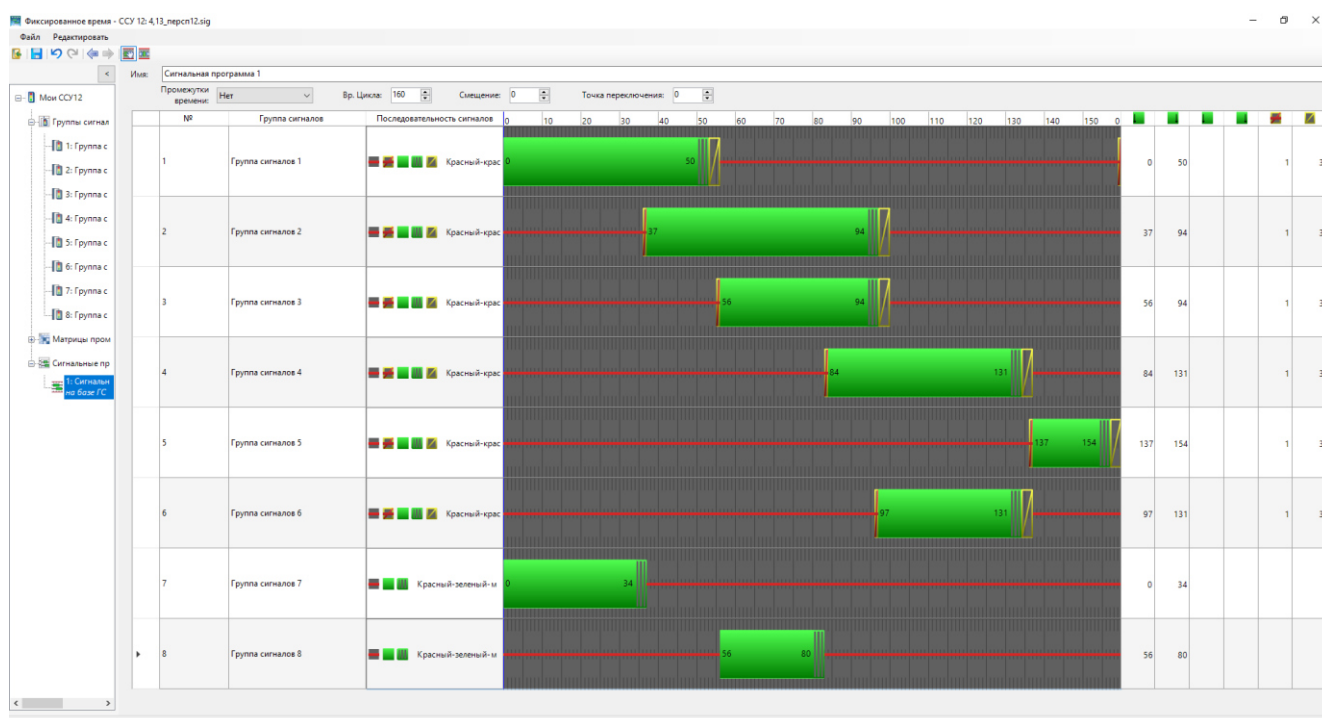 Фиксированное время - ССУ 12: 4,13_персп12.sig
Файл Редактировать
< Имя: Сигнальная программа 1
Промежутки времени: Нет Вр. Цикла: 160 Смещение: 0 Точка переключения: 0
Мои ССУ12
Группы сигнал
1: Группа с
2: Группа с
3: Группа с
4: Группа с
5: Группа с
6: Группа с
7: Группа с
8: Группа с
Матрицы пром
Сигнальные пр
1: Сигнальн
на базе ГС
№ Группа сигналов Последовательность сигналов 0 10 20 30 40 50 60 70 80 90 100 110 120 130 140 150 0
1 Группа сигналов 1 Красный-крас 0 50 0 50 1 3
2 Группа сигналов 2 Красный-крас 37 94 37 94 1 3
3 Группа сигналов 3 Красный-крас 56 94 56 94 1 3
4 Группа сигналов 4 Красный-крас 84 131 84 131 1 3
5 Группа сигналов 5 Красный-крас 137 154 137 154 1 3
6 Группа сигналов 6 Красный-крас 97 131 97 131 1 3
7 Группа сигналов 7 Красный-зеленый-м 0 34 0 34
8 Группа сигналов 8 Красный-зеленый-м 56 80 56 80